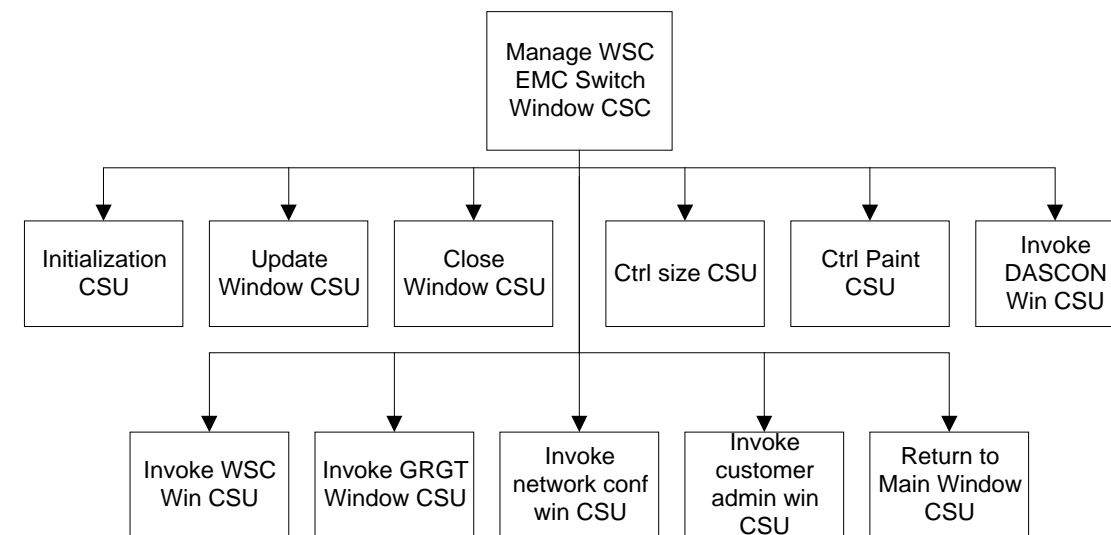 Manage WSC
EMC Switch
Window CSC
Initialization
CSU
Update
Window CSU
Close
Window CSU
Ctrl size CSU
Ctrl Paint
CSU
Invoke
DASCON
Win CSU
Invoke WSC
Win CSU
Invoke GRGT
Window CSU
Invoke
network conf
win CSU
Invoke
customer
admin win
CSU
Return to
Main Window
CSU